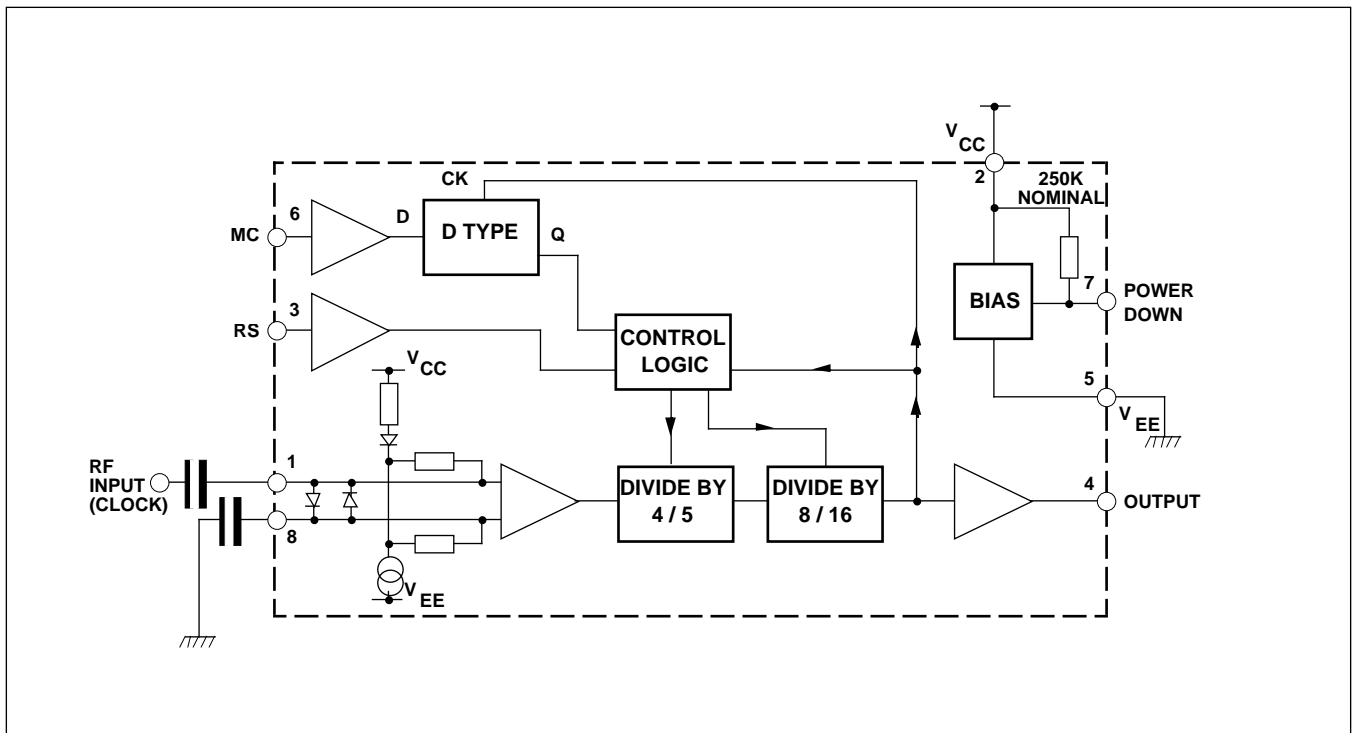 V
CC
2
250K
NOMINAL
CK
6
D
D TYPE
MC
Q
BIAS
7
POWER
DOWN
3
RS
CONTROL
LOGIC
V
CC
5
V
EE
RF
INPUT
(CLOCK)
1
DIVIDE BY
4 / 5
DIVIDE BY
8 / 16
4
OUTPUT
8
V
EE